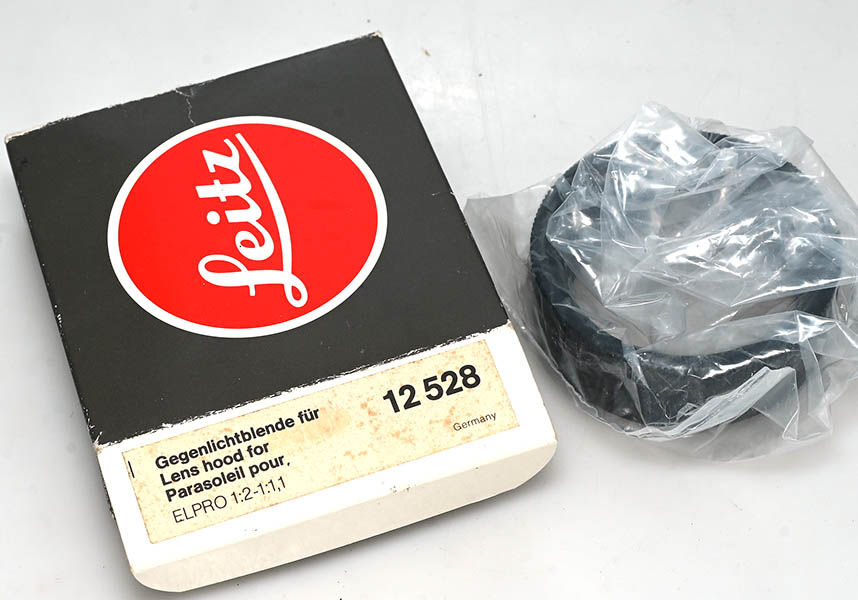 Leitz
12 528
Germany
Gegenlichtblende für
Lens hood for
Parasoleil pour,
ELPRO 1:2-1:1,1